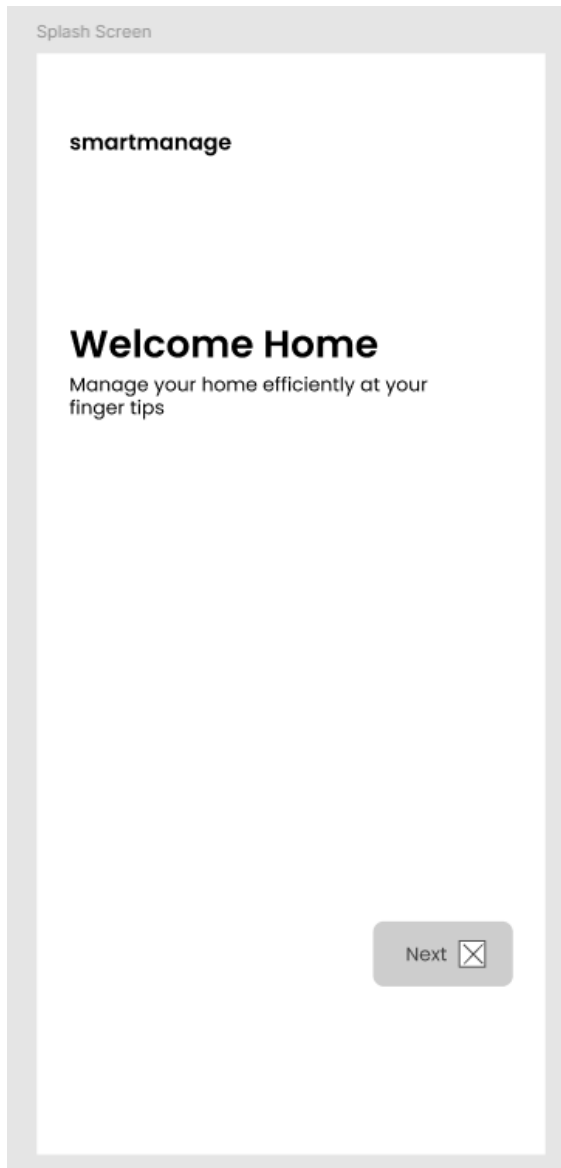 Splash Screen
smartmanage
Welcome Home
Manage your home efficiently at your
finger tips
Next